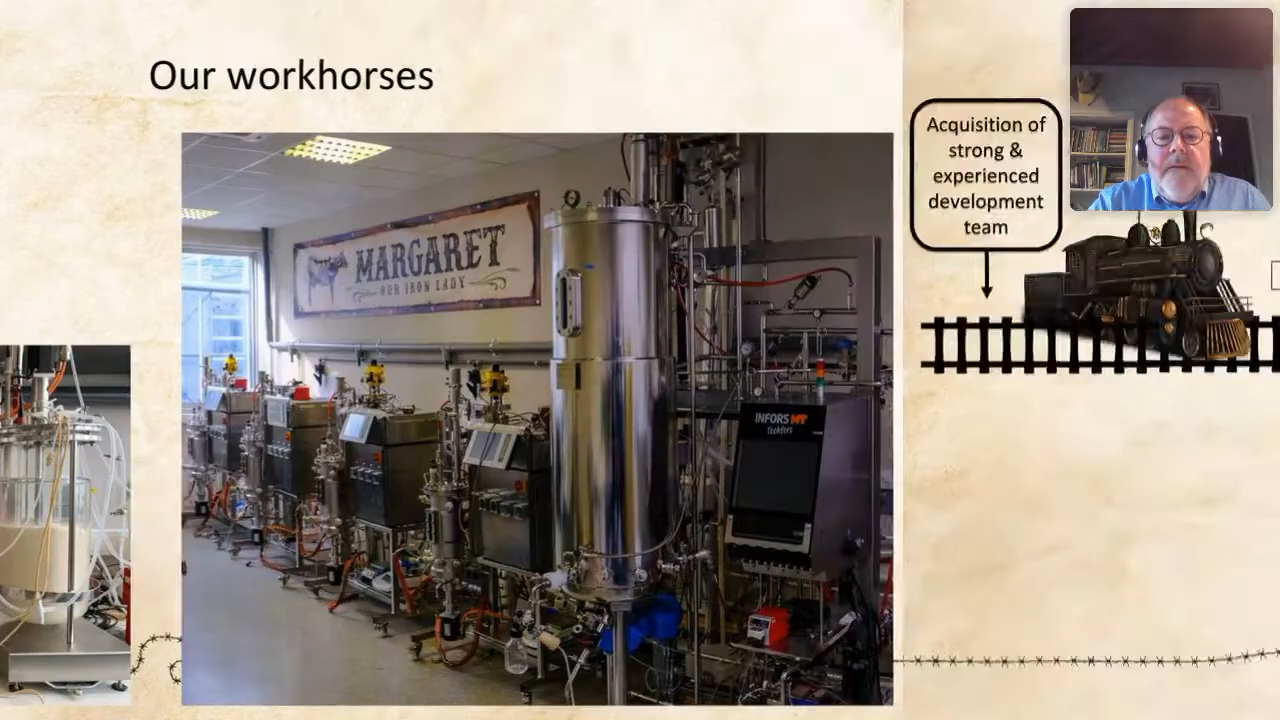 Our workhorses
MARGARET
OUR IRON LADY
INFORS HT
Techfors
Acquisition of
strong &
experienced
development
team